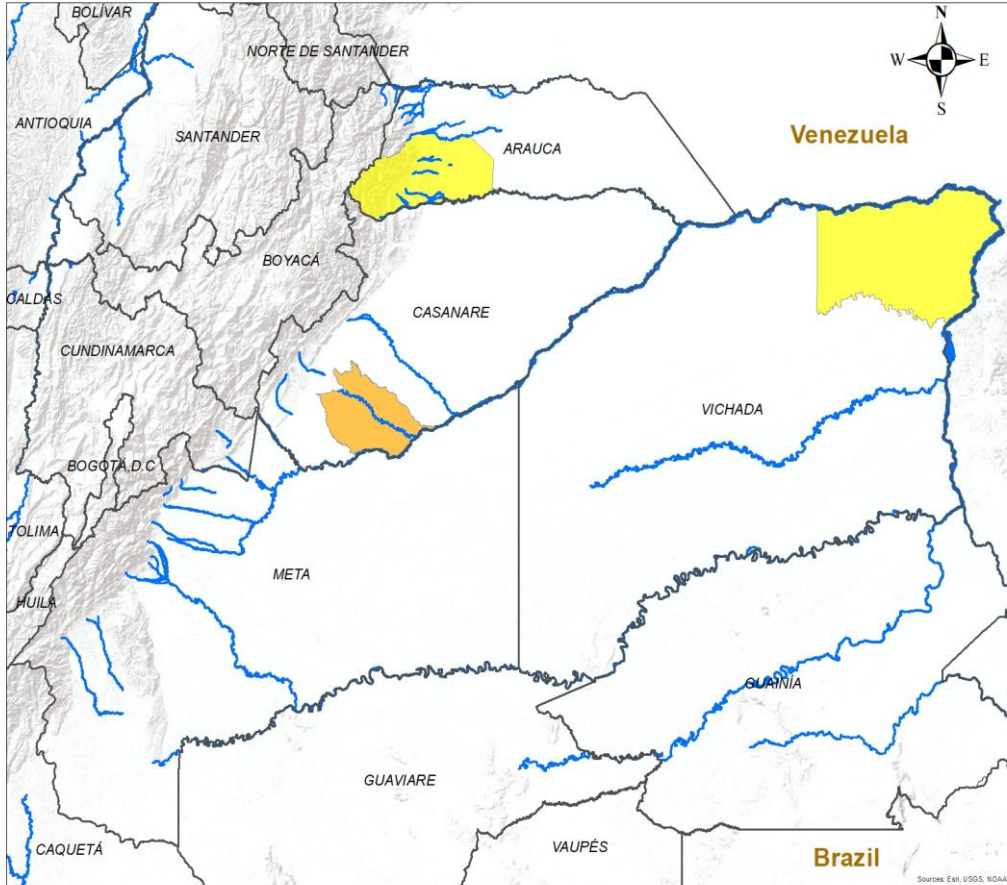 BOLÍVAR
N
NORTE DE SANTANDER
W
E
S
ANTIOQUIA
SANTANDER
Venezuela
ARAUCA
BOYACÁ
CALDAS
CASANARE
CUNDINAMARCA
VICHADA
BOGOTÁ D.C
TOLIMA
META
HUILA
GUAINÍA
GUAVIARE
CAQUETÁ
VAUPÉS
Brazil
Sources: Esri, USGS, NOAA